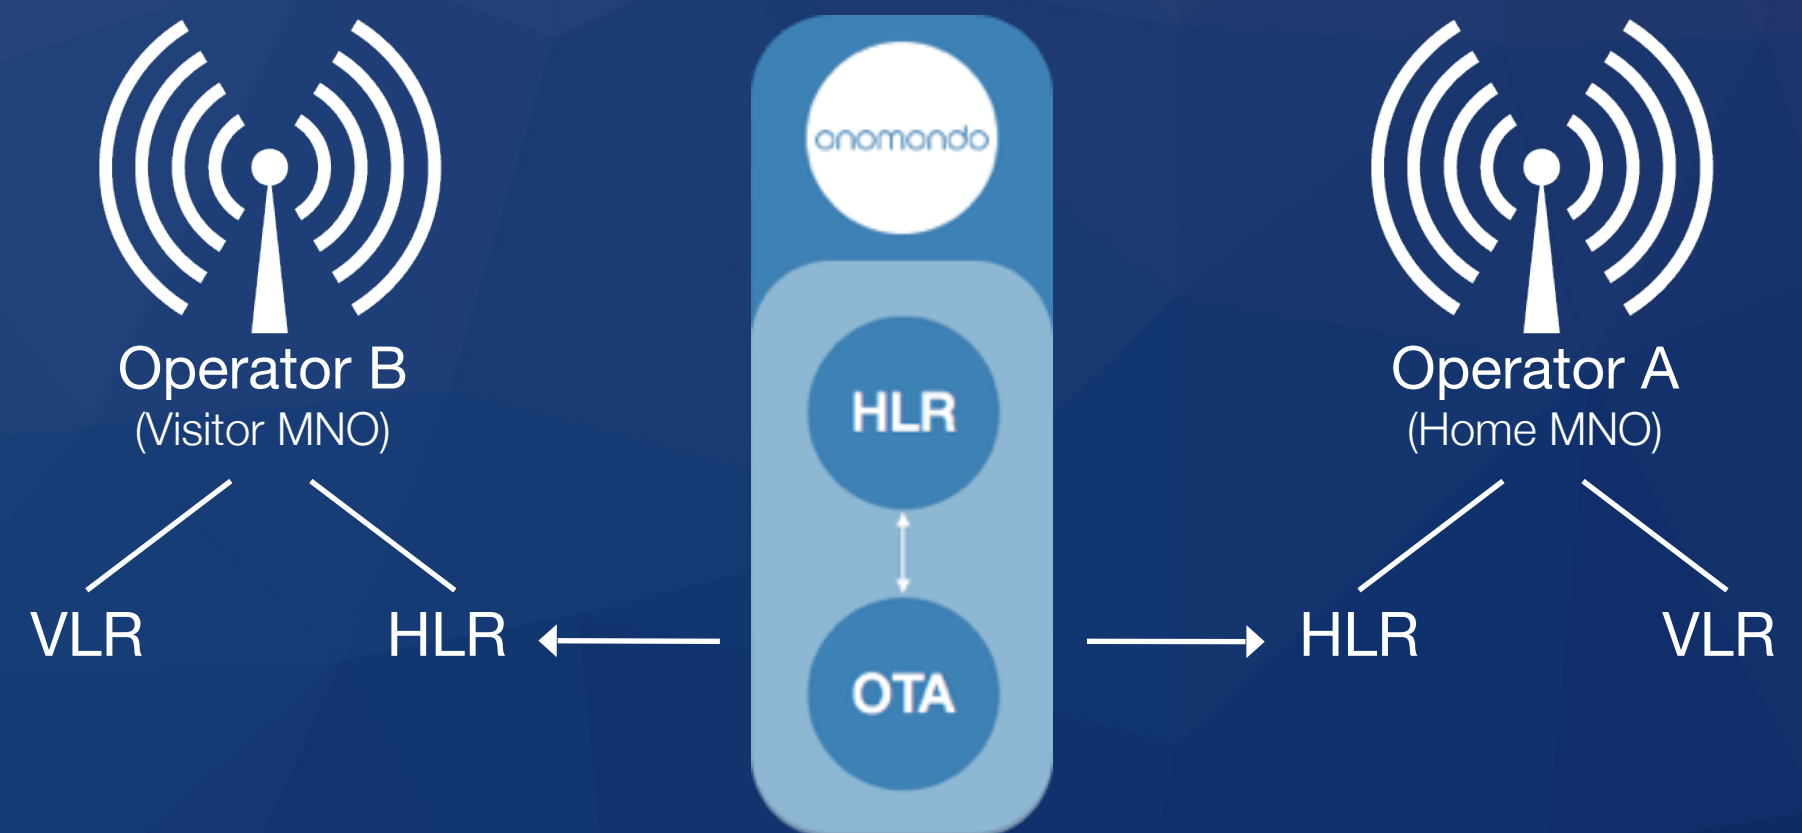 onomondo
Operator B
(Visitor MNO)
VLR
HLR
HLR
OTA
Operator A
(Home MNO)
HLR
VLR